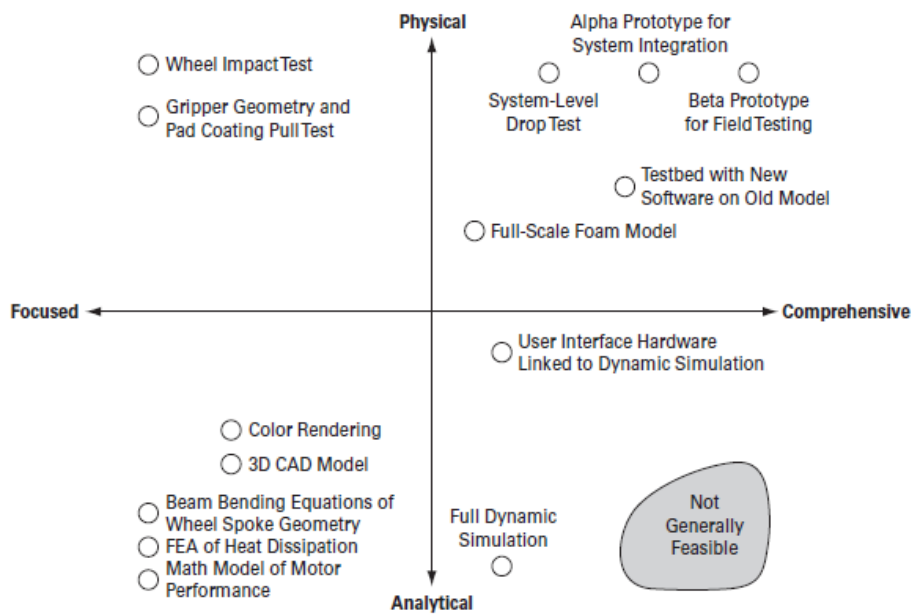 Physical
Alpha Prototype for
System Integration
Wheel Impact Test
Gripper Geometry and
Pad Coating Pull Test
System-Level
Drop Test
Beta Prototype
for Field Testing
Testbed with New
Software on Old Model
Full-Scale Foam Model
Focused
Comprehensive
User Interface Hardware
Linked to Dynamic Simulation
Color Rendering
3D CAD Model
Beam Bending Equations of
Wheel Spoke Geometry
FEA of Heat Dissipation
Math Model of Motor
Performance
Full Dynamic
Simulation
Not
Generally
Feasible
Analytical